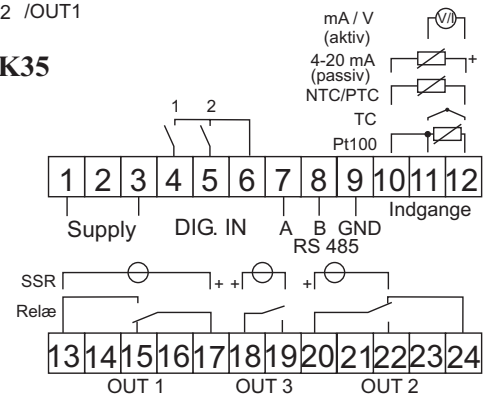 2 /OUT1
K35
mA / V
(aktiv)
V/I
4-20 mA
(passiv)
+
NTC/PTC
TC
Pt100
1 2
1 2 3 4 5 6 7 8 9 10 11 12
Supply DIG. IN A B GND Indgange
RS 485
SSR + + +
Relæ
13 14 15 16 17 18 19 20 21 22 23 24
OUT 1 OUT 3 OUT 2